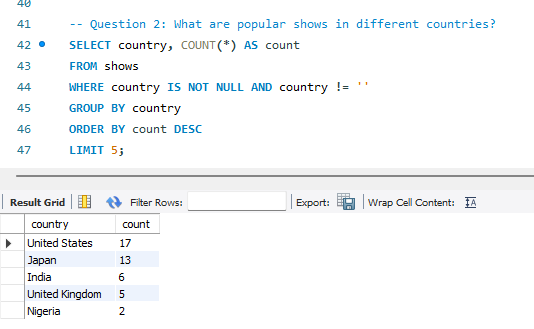 40
41 -- Question 2: What are popular shows in different countries?
42 SELECT country, COUNT(*) AS count
43 FROM shows
44 WHERE country IS NOT NULL AND country != ''
45 GROUP BY country
46 ORDER BY count DESC
47 LIMIT 5;
Result Grid Filter Rows: Export: Wrap Cell Content: IA
country count
United States 17
Japan 13
India 6
United Kingdom 5
Nigeria 2